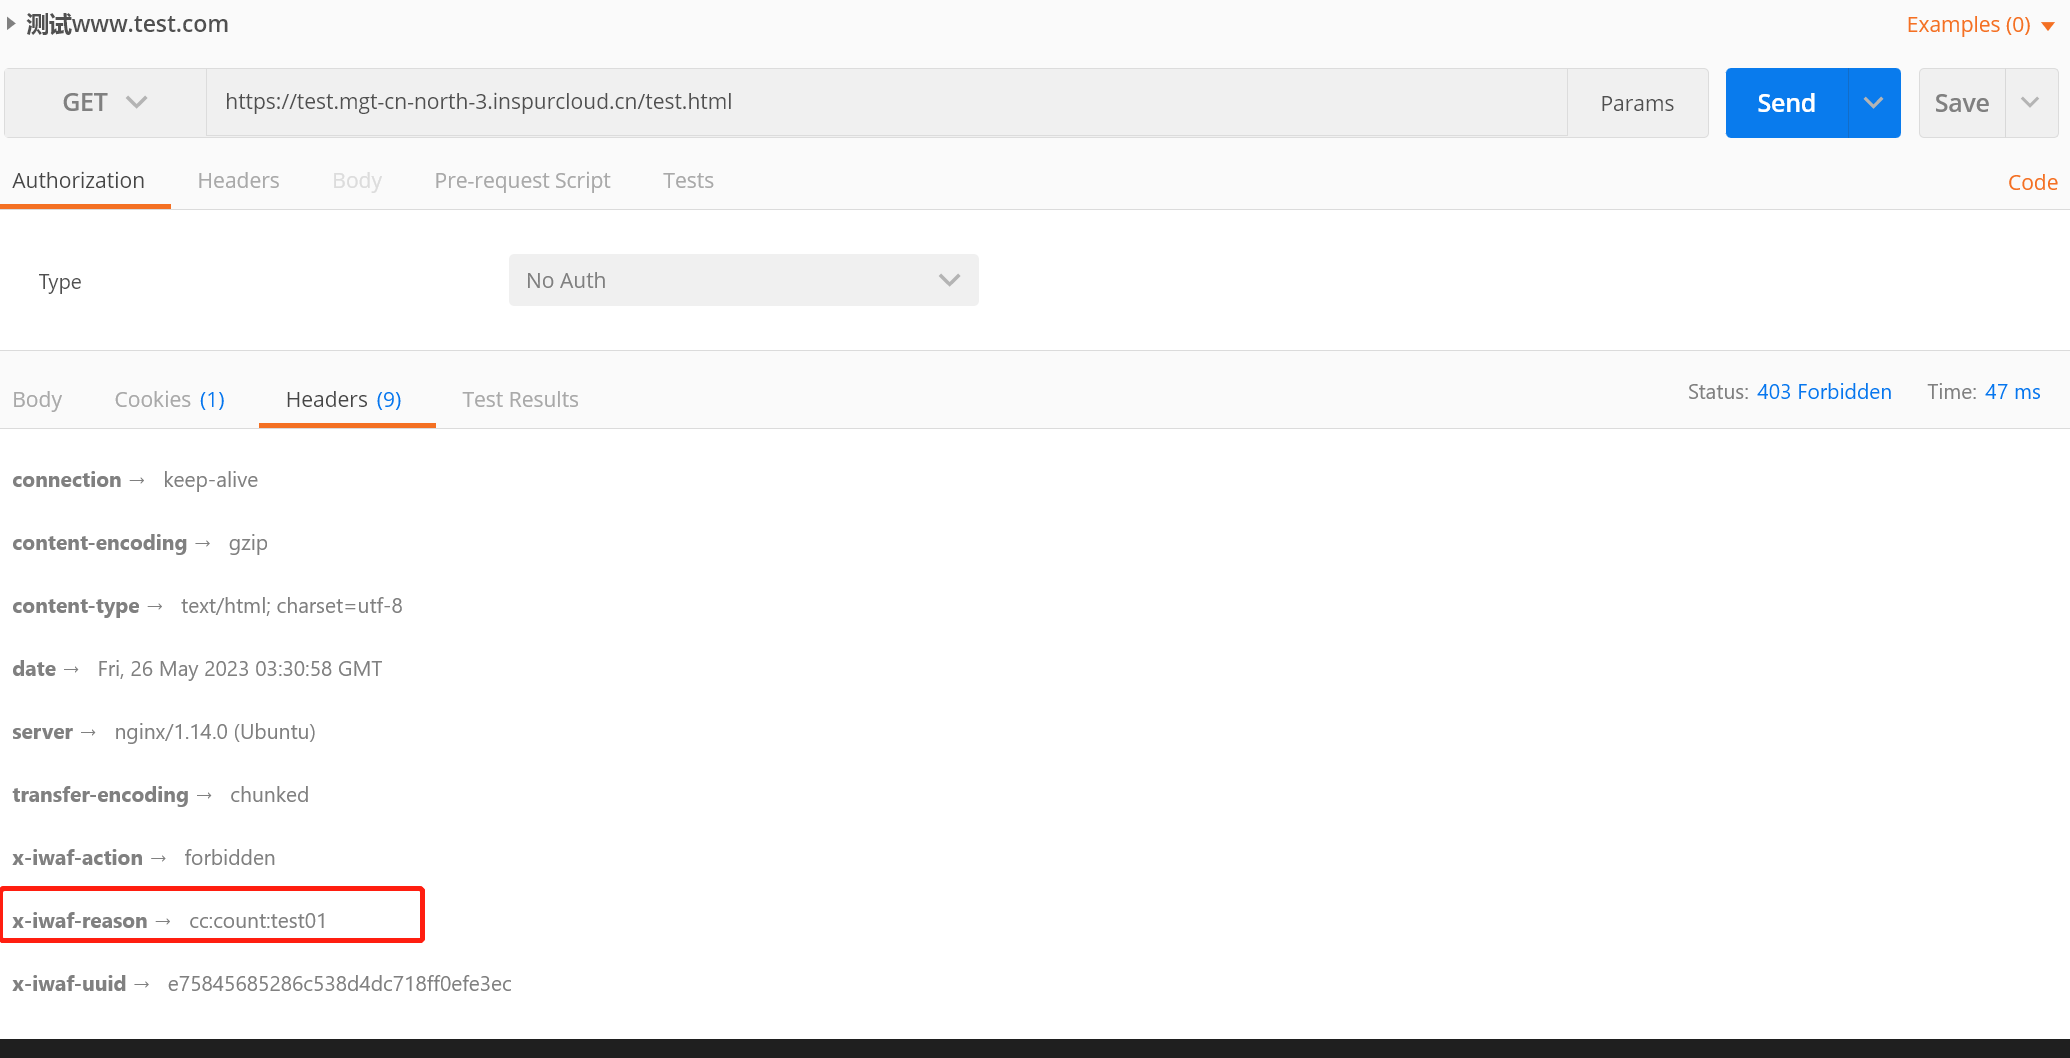 测试www.test.com
Examples (0)
GET
https://test.mgt-cn-north-3.inspurcloud.cn/test.html
Params
Send
Save
Authorization
Headers
Body
Pre-request Script
Tests
Code
Type
No Auth
Body
Cookies (1)
Headers (9)
Test Results
Status: 403 Forbidden
Time: 47 ms
connection → keep-alive
content-encoding → gzip
content-type → text/html; charset=utf-8
date → Fri, 26 May 2023 03:30:58 GMT
server → nginx/1.14.0 (Ubuntu)
transfer-encoding → chunked
x-iwaf-action → forbidden
x-iwaf-reason → cc:count:test01
x-iwaf-uuid → e75845685286c538d4dc718ff0efe3ec